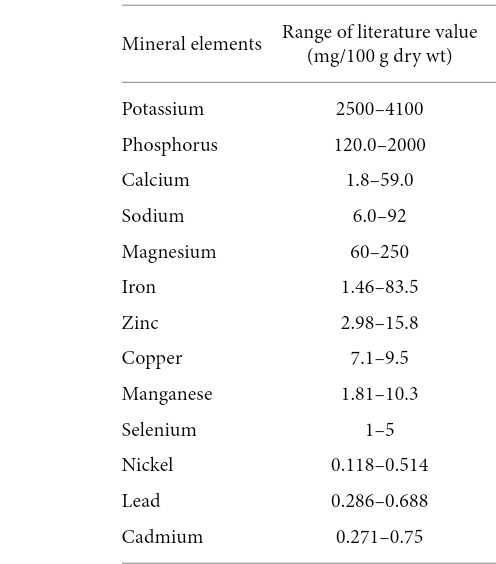 Mineral elements Range of literature value
(mg/100 g dry wt)
Potassium 2500–4100
Phosphorus 120.0–2000
Calcium 1.8–59.0
Sodium 6.0–92
Magnesium 60–250
Iron 1.46–83.5
Zinc 2.98–15.8
Copper 7.1–9.5
Manganese 1.81–10.3
Selenium 1–5
Nickel 0.118–0.514
Lead 0.286–0.688
Cadmium 0.271–0.75